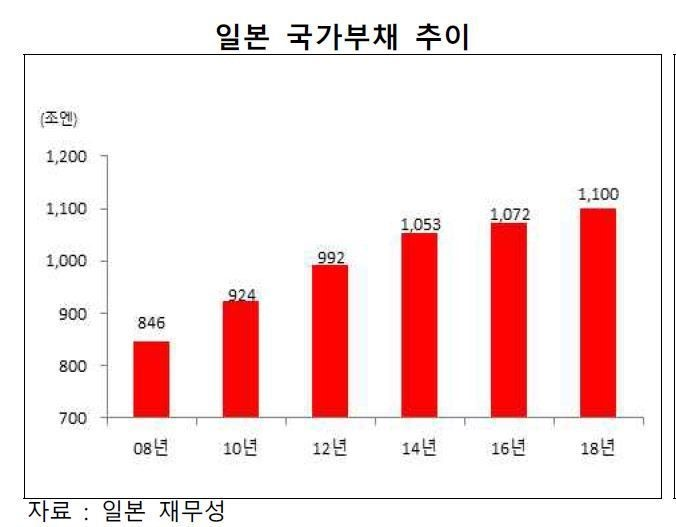 일본 국가부채 추이
(조엔)
1,200
1,100
1,000
900
800
700
846
924
992
1,053
1,072
1,100
08년
10년
12년
14년
16년
18년
자료 : 일본 재무성